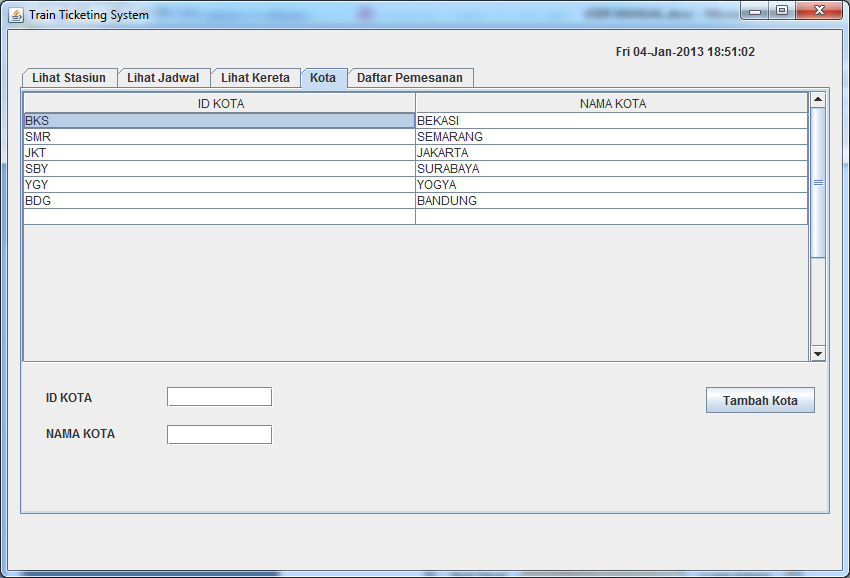 Train Ticketing System
Fri 04-Jan-2013 18:51:02
Lihat Stasiun Lihat Jadwal Lihat Kereta Kota Daftar Pemesanan
ID KOTA NAMA KOTA
BKS BEKASI
SMR SEMARANG
JKT JAKARTA
SBY SURABAYA
YGY YOGYA
BDG BANDUNG
ID KOTA
Tambah Kota
NAMA KOTA